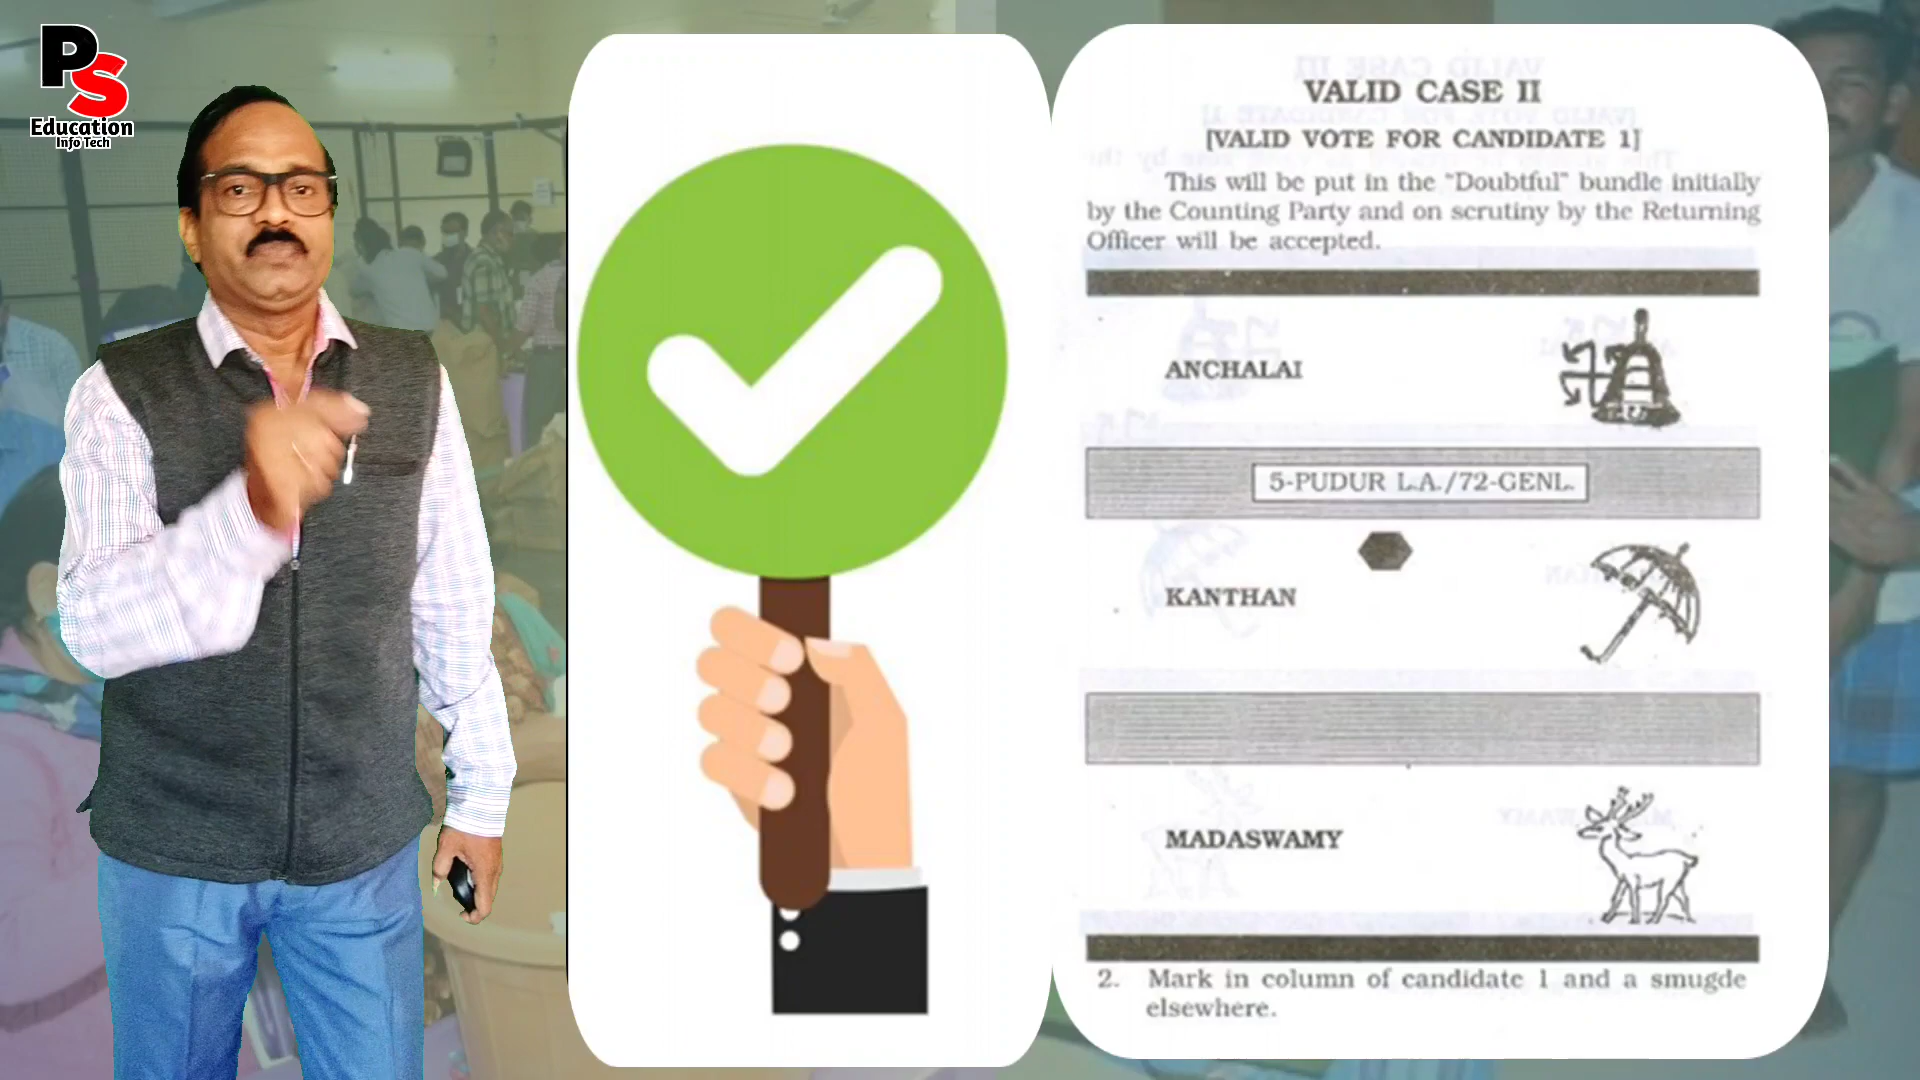 PS
Education
Info Tech
VALID CASE II
[VALID VOTE FOR CANDIDATE 1]
This will be put in the "Doubtful" bundle initially
by the Counting Party and on scrutiny by the Returning
Officer will be accepted.
ANCHALAI
5-PUDUR L.A./72-GENL.
KANTHAN
MADASWAMY
2. Mark in column of candidate 1 and a smugde
elsewhere.